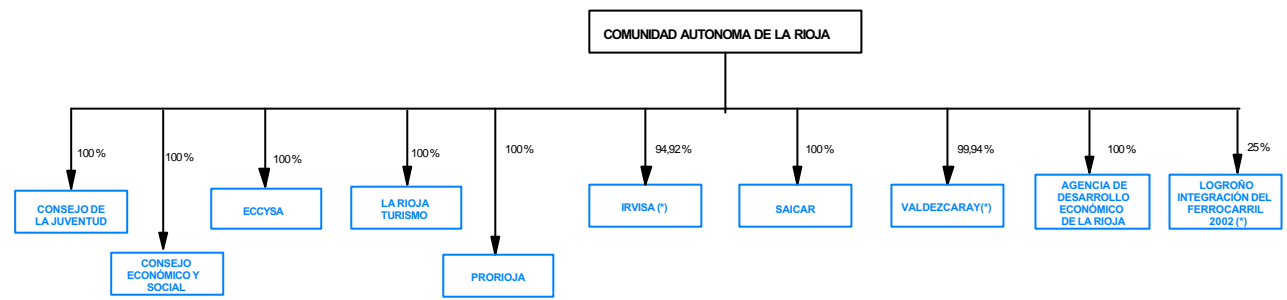 COMUNIDAD AUTONOMA DE LA RIOJA
100%
100%
100%
100%
100%
94,92%
100%
99,94%
100%
25%
CONSEJO DE
LA JUVENTUD
CONSEJO
ECONÓMICO Y
SOCIAL
ECCYSA
LA RIOJA
TURISMO
PRORIOJA
IRVISA (*)
SAICAR
VALDEZCARAY(*)
AGENCIA DE
DESARROLLO
ECONÓMICO
DE LA RIOJA
LOGROÑO
INTEGRACIÓN DEL
FERROCARRIL
2002 (*)